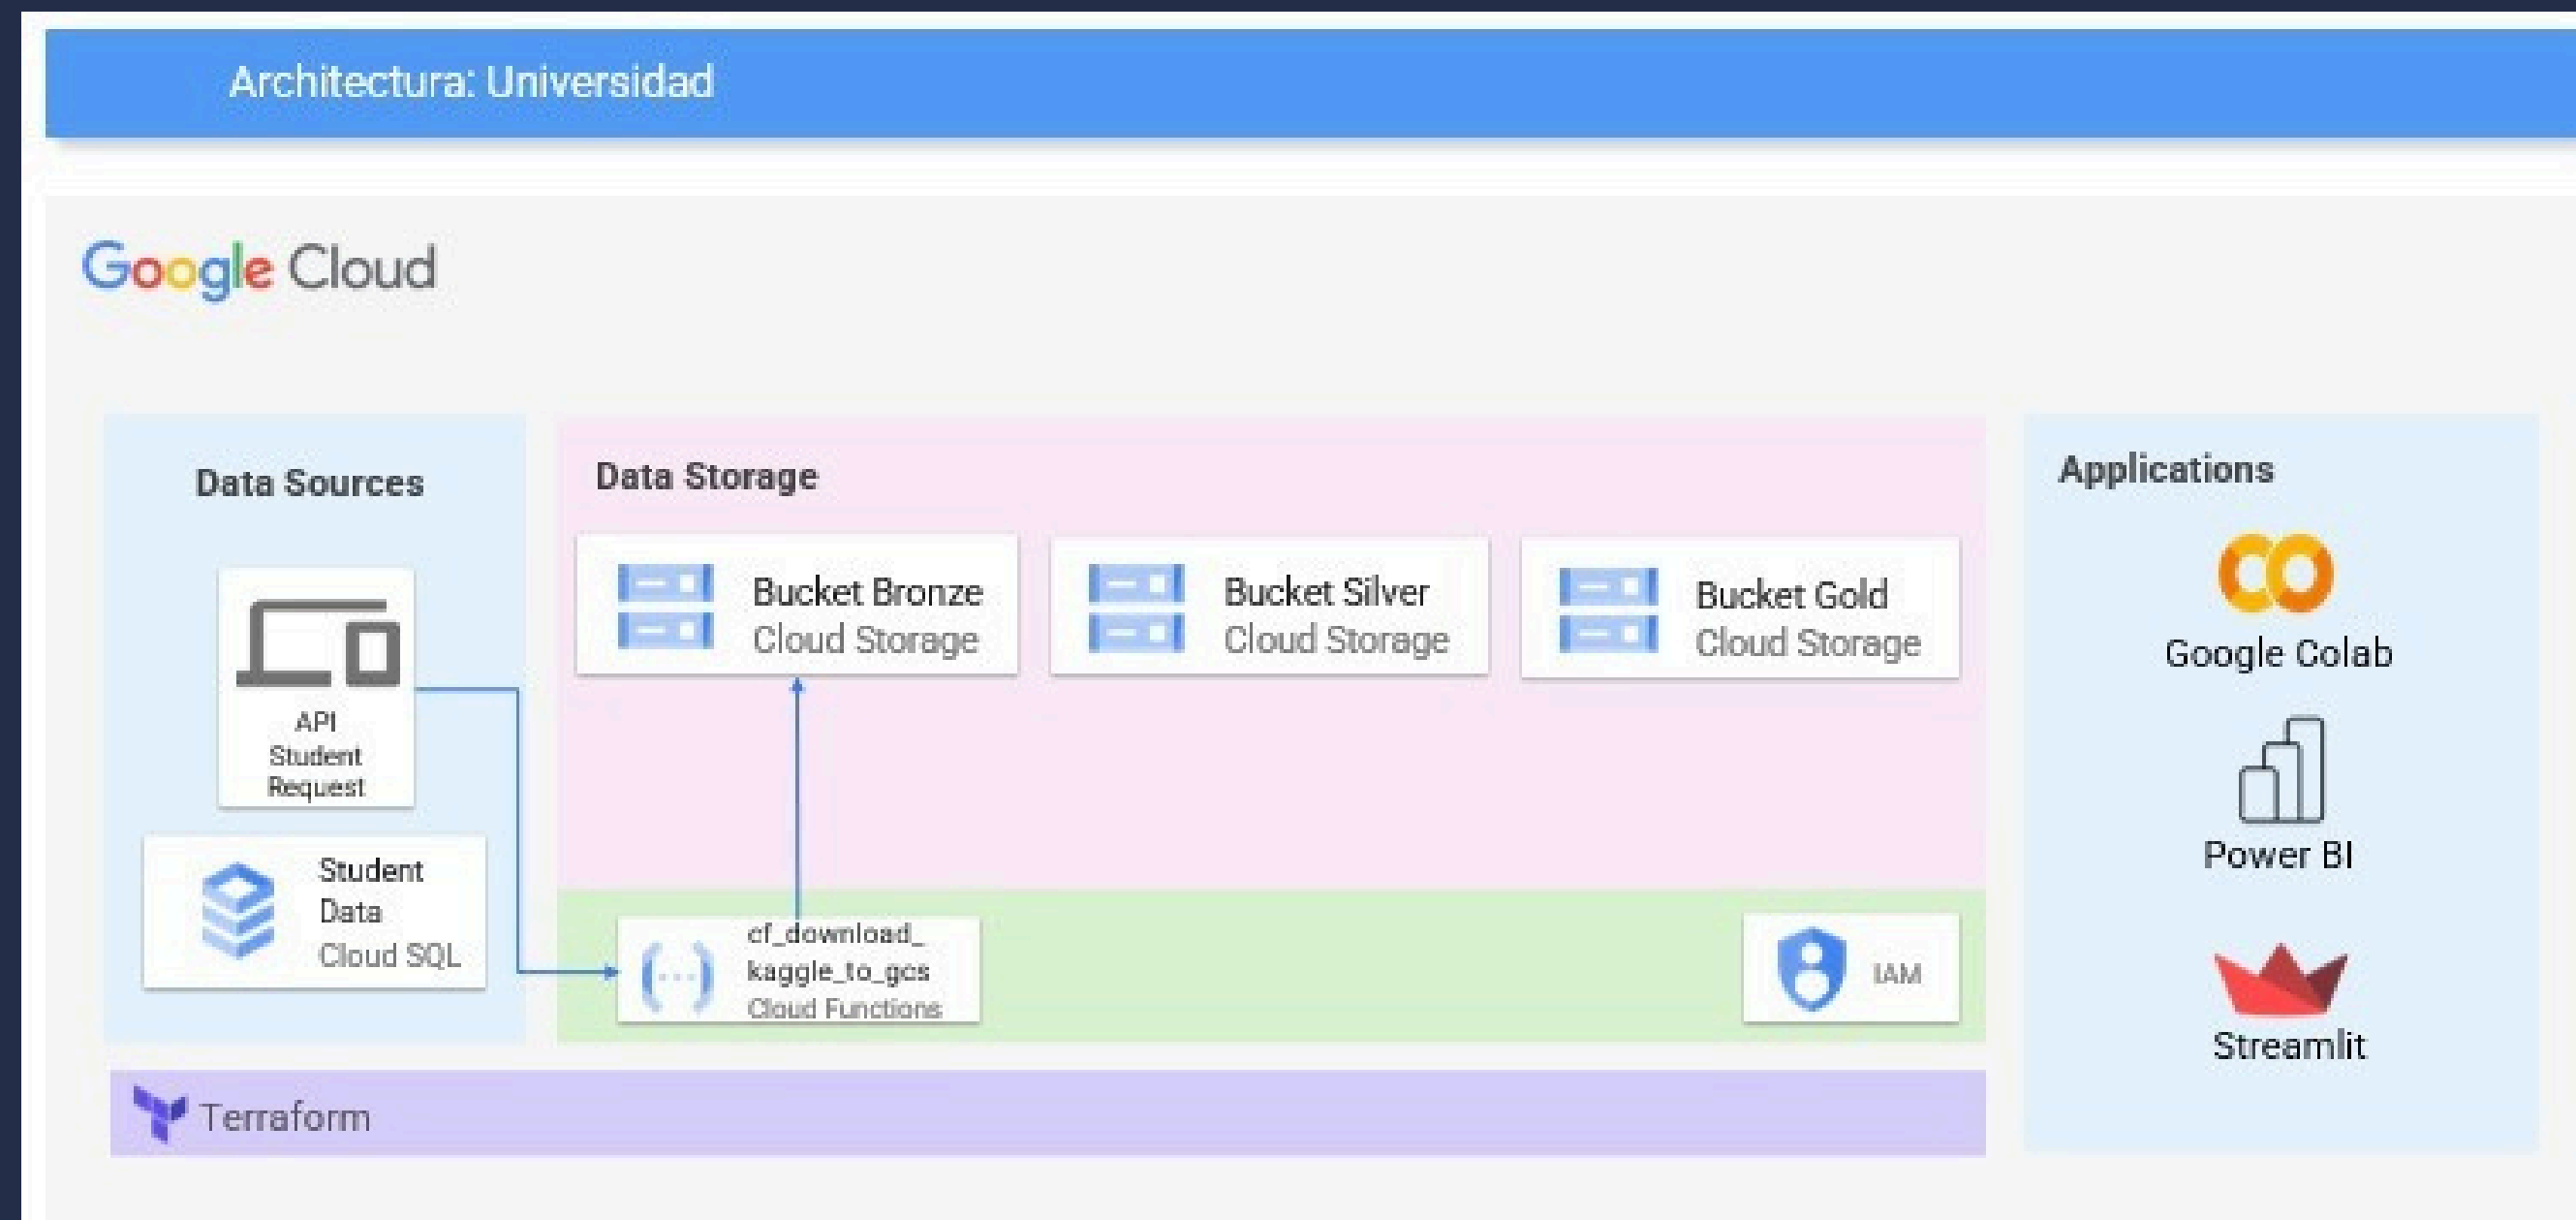 Architectura: Universidad
Google Cloud
Data Sources
API
Student
Request
Student
Data
Cloud SQL
Data Storage
Bucket Bronze
Cloud Storage
Bucket Silver
Cloud Storage
Bucket Gold
Cloud Storage
cf_download_
kaggle_to_gcs
Cloud Functions
IAM
Terraform
Applications
Google Colab
Power BI
Streamlit